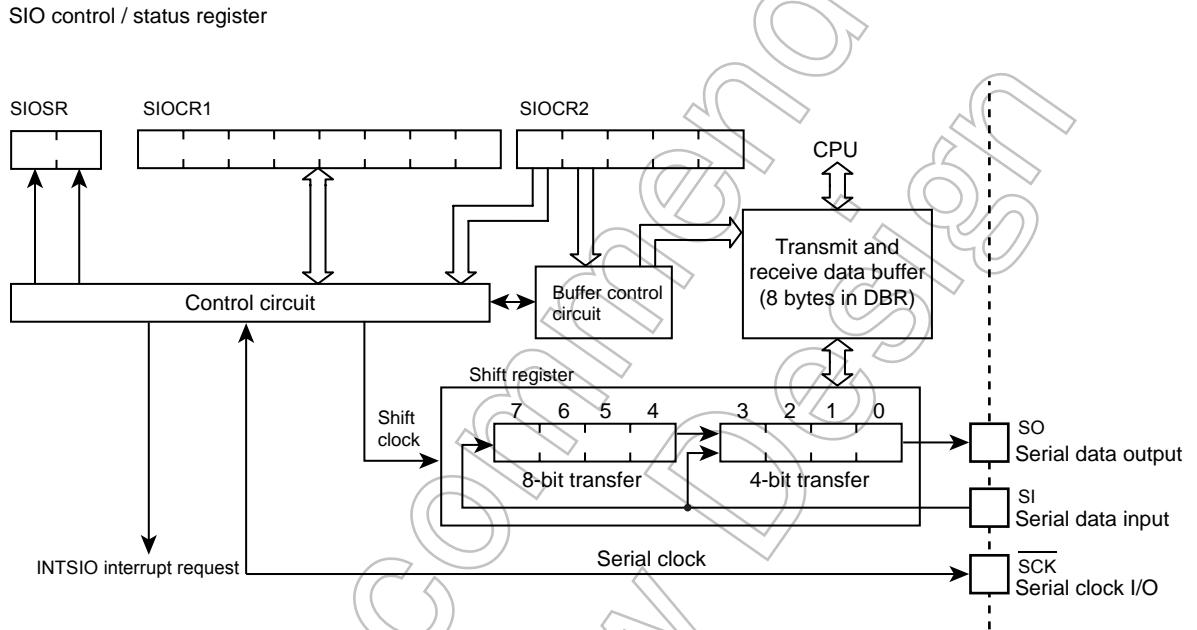 SIO control / status register
SIOSR
SIOCR1
SIOCR2
CPU
Transmit and
receive data buffer
(8 bytes in DBR)
Control circuit
Buffer control
circuit
Shift register
7 6 5 4 3 2 1 0
Shift
clock
8-bit transfer
4-bit transfer
SO
Serial data output
SI
Serial data input
INTSIO interrupt request
Serial clock
SCK
Serial clock I/O